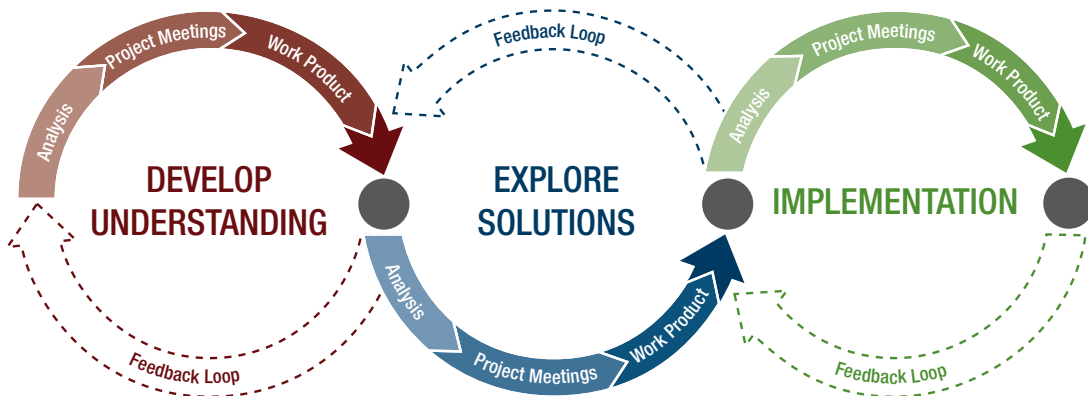 Analysis
Project Meetings
Work Product
DEVELOP
UNDERSTANDING
Feedback Loop
Feedback Loop
EXPLORE
SOLUTIONS
Analysis
Project Meetings
Work Product
Analysis
Project Meetings
Work Product
IMPLEMENTATION
Feedback Loop